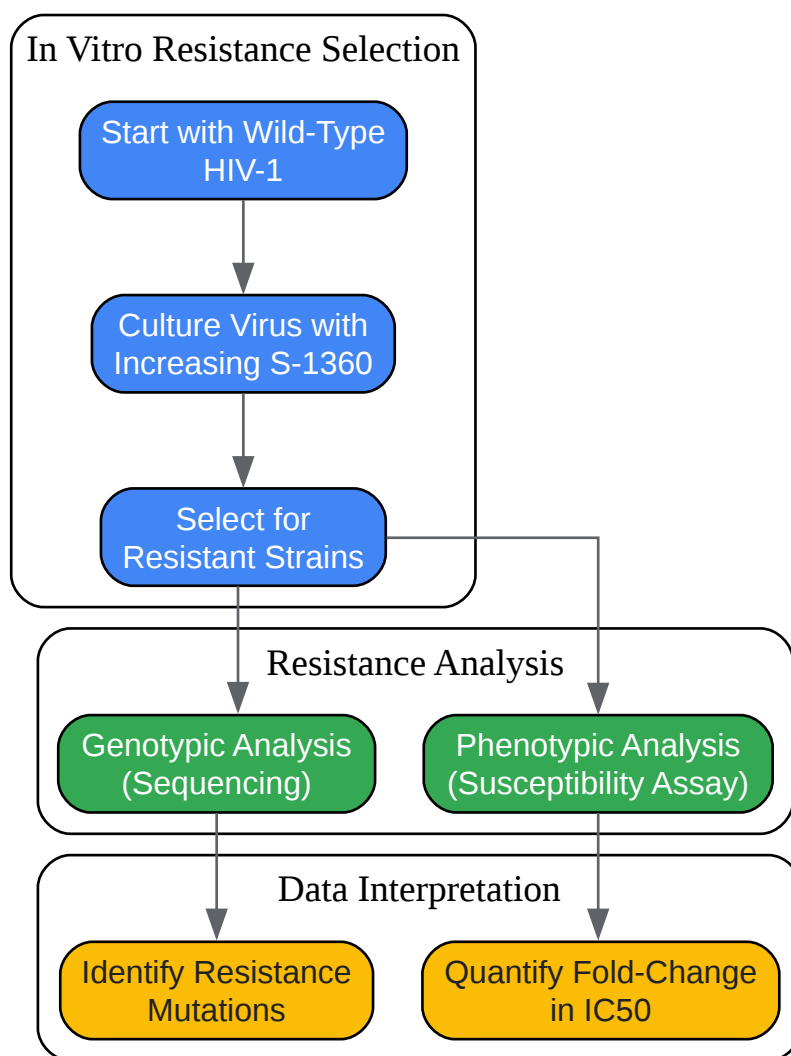 In Vitro Resistance Selection
Start with Wild-Type
HIV-1
Culture Virus with
Increasing S-1360
Select for
Resistant Strains
Resistance Analysis
Genotypic Analysis
(Sequencing)
Phenotypic Analysis
(Susceptibility Assay)
Data Interpretation
Identify Resistance
Mutations
Quantify Fold-Change
in IC50